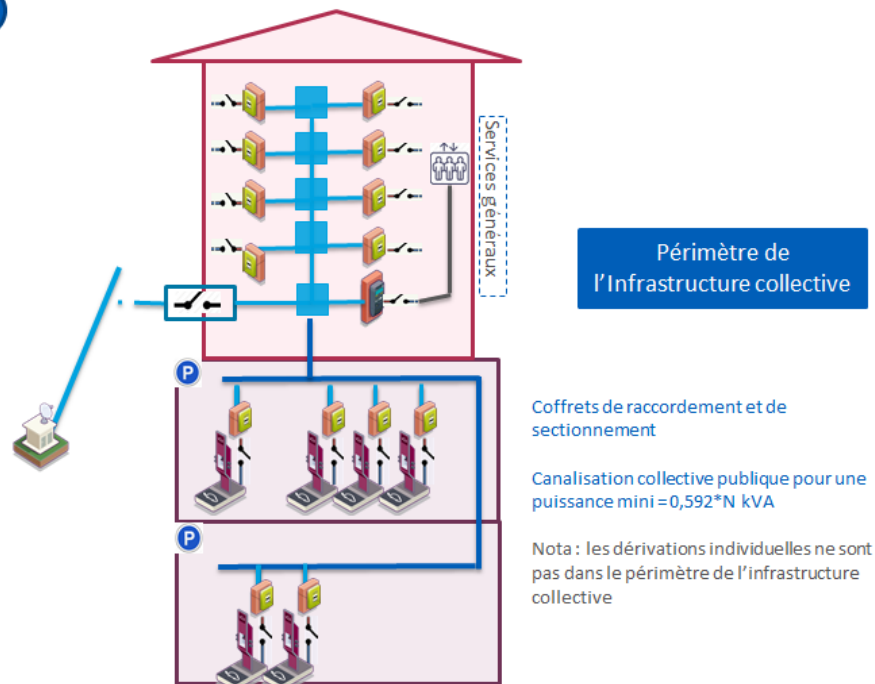 Services généraux
Périmètre de
l’Infrastructure collective
P
Coffrets de raccordement et de
sectionnement
Canalisation collective publique pour une
puissance mini = 0,592*N kVA
P
Nota : les dérivations individuelles ne sont
pas dans le périmètre de l’infrastructure
collective